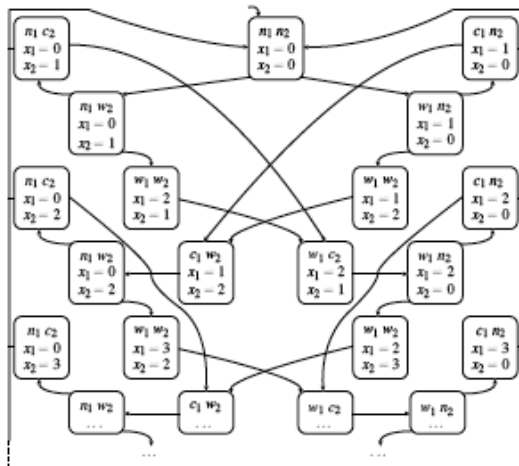 n₁ c₂
x₁ = 0
x₂ = 1
n₁ n₂
x₁ = 0
x₂ = 0
c₁ n₂
x₁ = 1
x₂ = 0
n₁ w₂
x₁ = 0
x₂ = 1
w₁ n₂
x₁ = 1
x₂ = 0
n₁ c₂
x₁ = 0
x₂ = 2
w₁ w₂
x₁ = 2
x₂ = 1
w₁ w₂
x₁ = 1
x₂ = 2
c₁ n₂
x₁ = 2
x₂ = 0
n₁ w₂
x₁ = 0
x₂ = 2
c₁ w₂
x₁ = 1
x₂ = 2
w₁ c₂
x₁ = 2
x₂ = 1
w₁ n₂
x₁ = 2
x₂ = 0
n₁ c₂
x₁ = 0
x₂ = 3
w₁ w₂
x₁ = 3
x₂ = 2
w₁ w₂
x₁ = 2
x₂ = 3
c₁ n₂
x₁ = 3
x₂ = 0
n₁ w₂
...
c₁ w₂
...
w₁ c₂
...
w₁ n₂
...
...
...